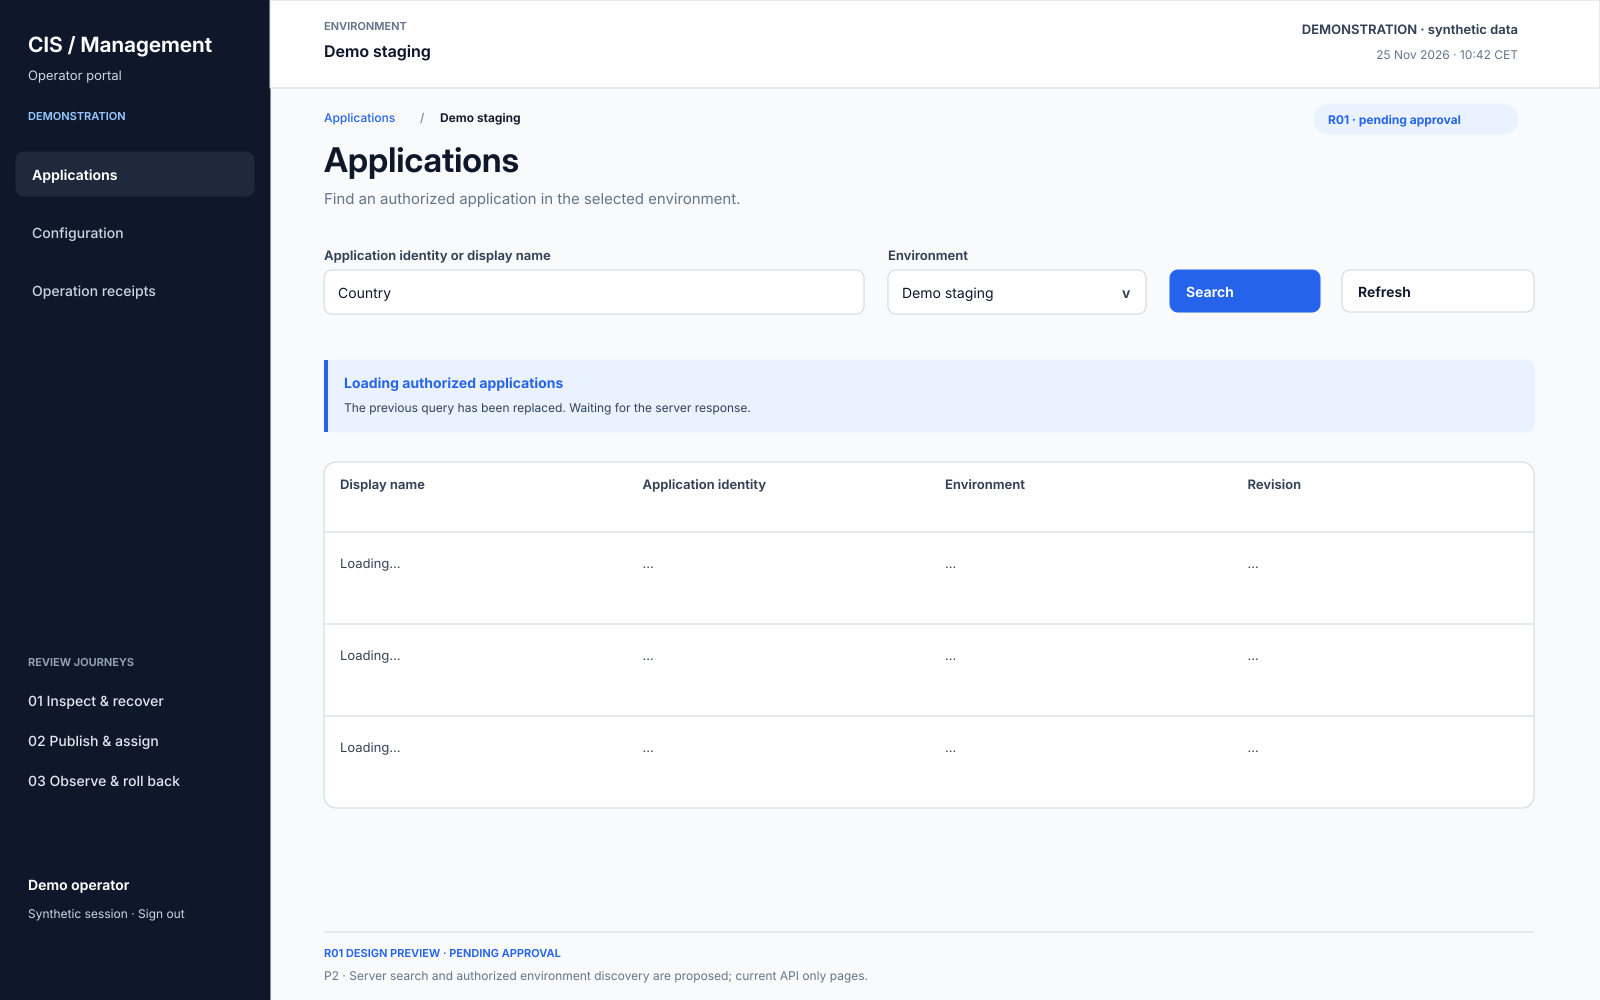 CIS / Management
Operator portal
DEMONSTRATION
Applications
Configuration
Operation receipts
REVIEW JOURNEYS
01 Inspect & recover
02 Publish & assign
03 Observe & roll back
Demo operator
Synthetic session · Sign out
ENVIRONMENT
Demo staging
DEMONSTRATION · synthetic data
25 Nov 2026 · 10:42 CET
Applications / Demo staging
R01 · pending approval
Applications
Find an authorized application in the selected environment.
Application identity or display name
Country
Environment
Demo staging v
Search
Refresh
Loading authorized applications
The previous query has been replaced. Waiting for the server response.
Display name Application identity Environment Revision
Loading... ... ... ...
Loading... ... ... ...
Loading... ... ... ...
R01 DESIGN PREVIEW · PENDING APPROVAL
P2 · Server search and authorized environment discovery are proposed; current API only pages.